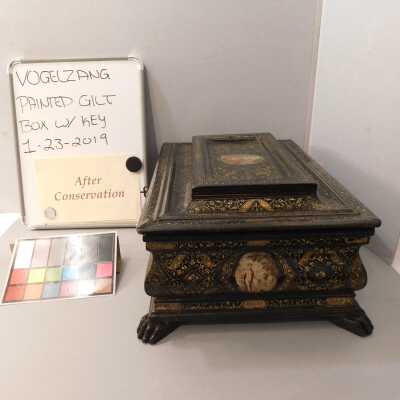 VOGELZANG
PAINTED GILT
BOX W/ KEY
1-23-2019
After
Conservation